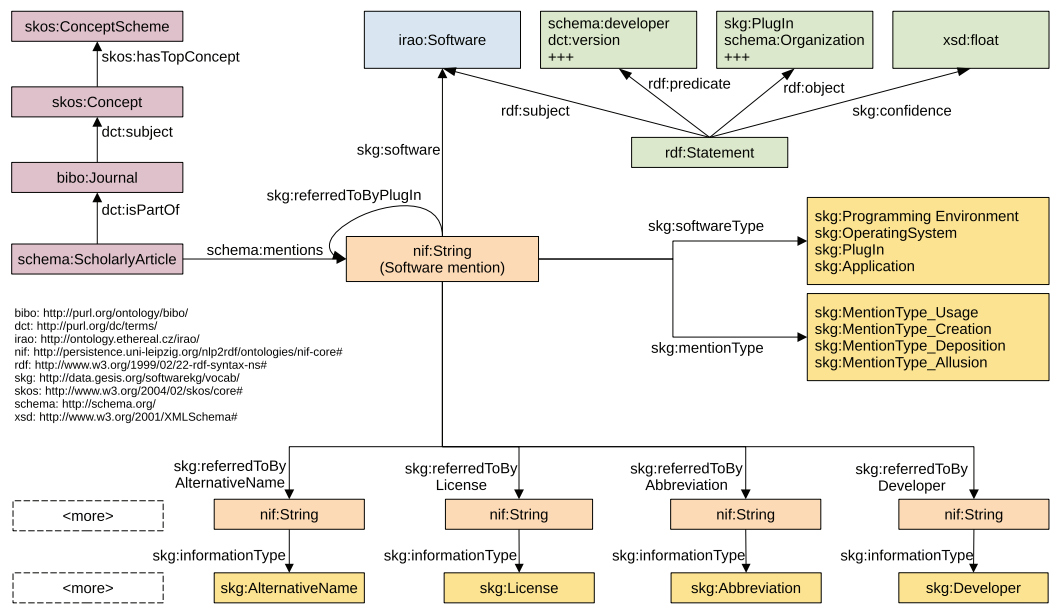 skos:ConceptScheme
skos:hasTopConcept
skos:Concept
dct:subject
bibo:Journal
dct:isPartOf
schema:ScholarlyArticle
schema:mentions
irao:Software
schema:developer
dct:version
+++
skg:PlugIn
schema:Organization
+++
xsd:float
rdf:subject
rdf:predicate
rdf:object
skg:confidence
rdf:Statement
skg:software
skg:referredToByPlugIn
nif:String
(Software mention)
skg:softwareType
skg:Programming Environment
skg:OperatingSystem
skg:PlugIn
skg:Application
skg:mentionType
skg:MentionType_Usage
skg:MentionType_Creation
skg:MentionType_Deposition
skg:MentionType_Allusion
bibo: http://purl.org/ontology/bibo/
dct: http://purl.org/dc/terms/
irao: http://ontology.ethereal.cz/irao/
nif: http://persistence.uni-leipzig.org/nlp2rdf/ontologies/nif-core#
rdf: http://www.w3.org/1999/02/22-rdf-syntax-ns#
skg: http://data.gesis.org/softwarekg/vocab/
skos: http://www.w3.org/2004/02/skos/core#
schema: http://schema.org/
xsd: http://www.w3.org/2001/XMLSchema#
skg:referredToBy
AlternativeName
skg:referredToBy
License
skg:referredToBy
Abbreviation
skg:referredToBy
Developer
<more>
nif:String
nif:String
nif:String
nif:String
skg:informationType
skg:informationType
skg:informationType
skg:informationType
<more>
skg:AlternativeName
skg:License
skg:Abbreviation
skg:Developer